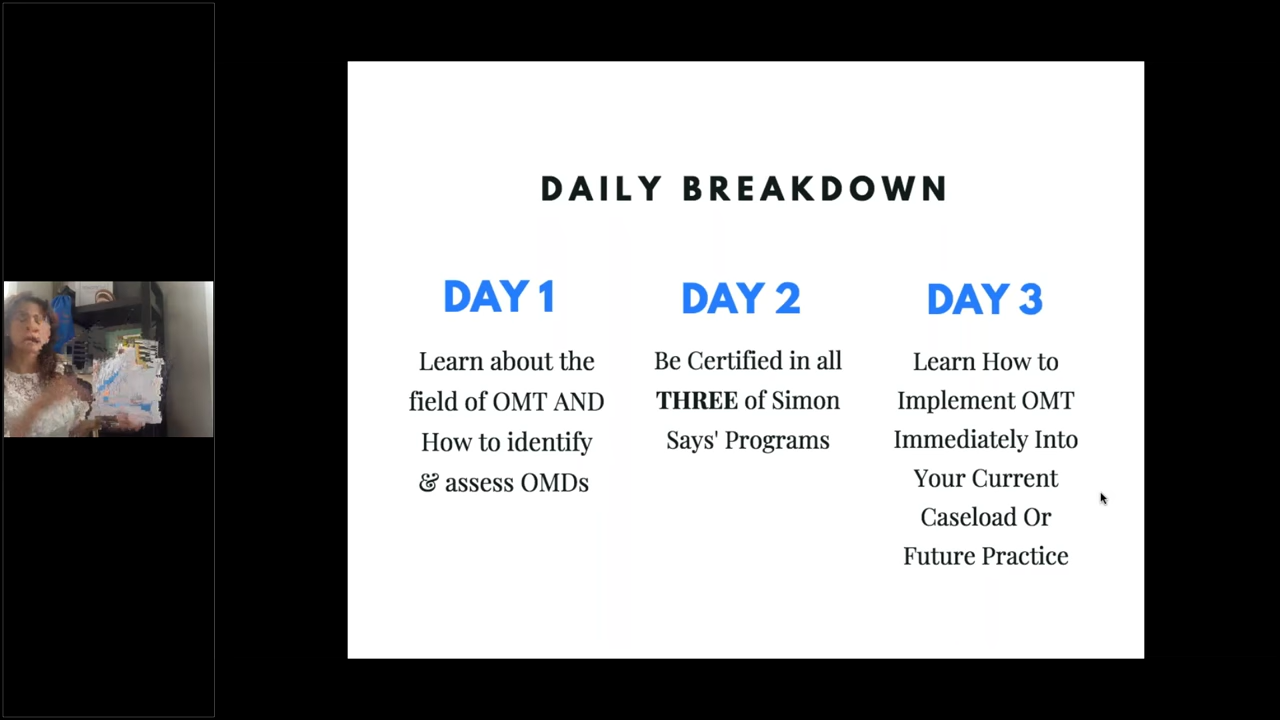 DAILY BREAKDOWN
DAY 1
Learn about the
field of OMT AND
How to identify
& assess OMDs
DAY 2
Be Certified in all
THREE of Simon
Says' Programs
DAY 3
Learn How to
Implement OMT
Immediately Into
Your Current
Caseload Or
Future Practice